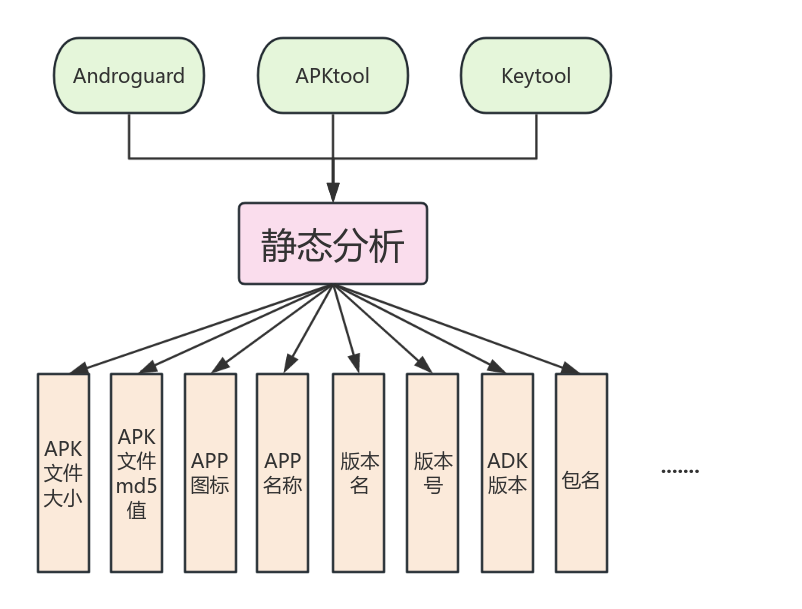 Androguard
APKtool
Keytool
静态分析
APK
文件
大小
APK
文件
md5
值
APP
图标
APP
名称
版本
名
版本
号
ADK
版本
包名
.......